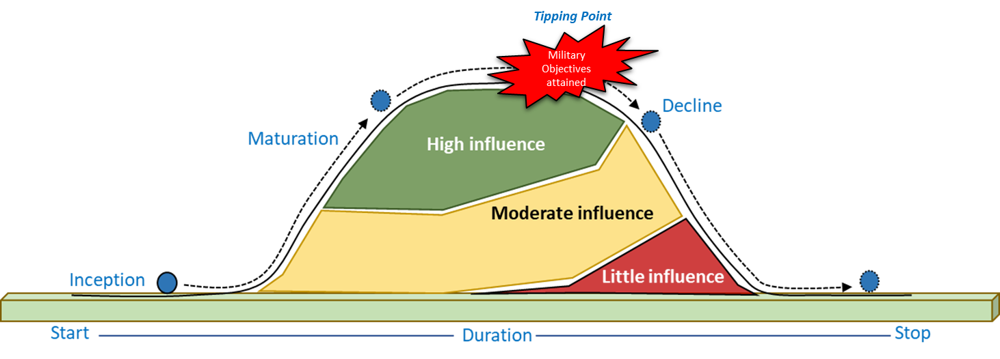 Tipping Point
Military
Objectives
attained
Decline
Maturation
High influence
Moderate influence
Little influence
Inception
Start
Duration
Stop